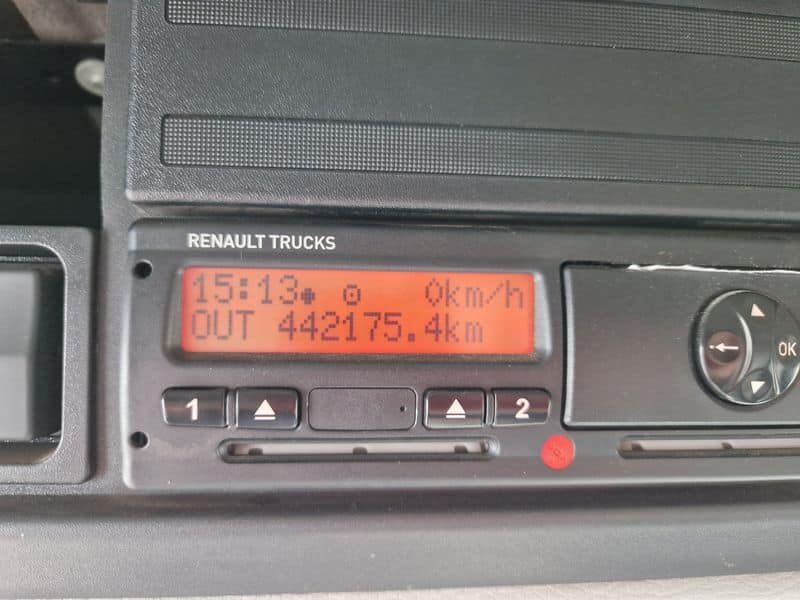 RENAULT TRUCKS
15:13 0km/h
OUT 442175.4km
1 2
OK